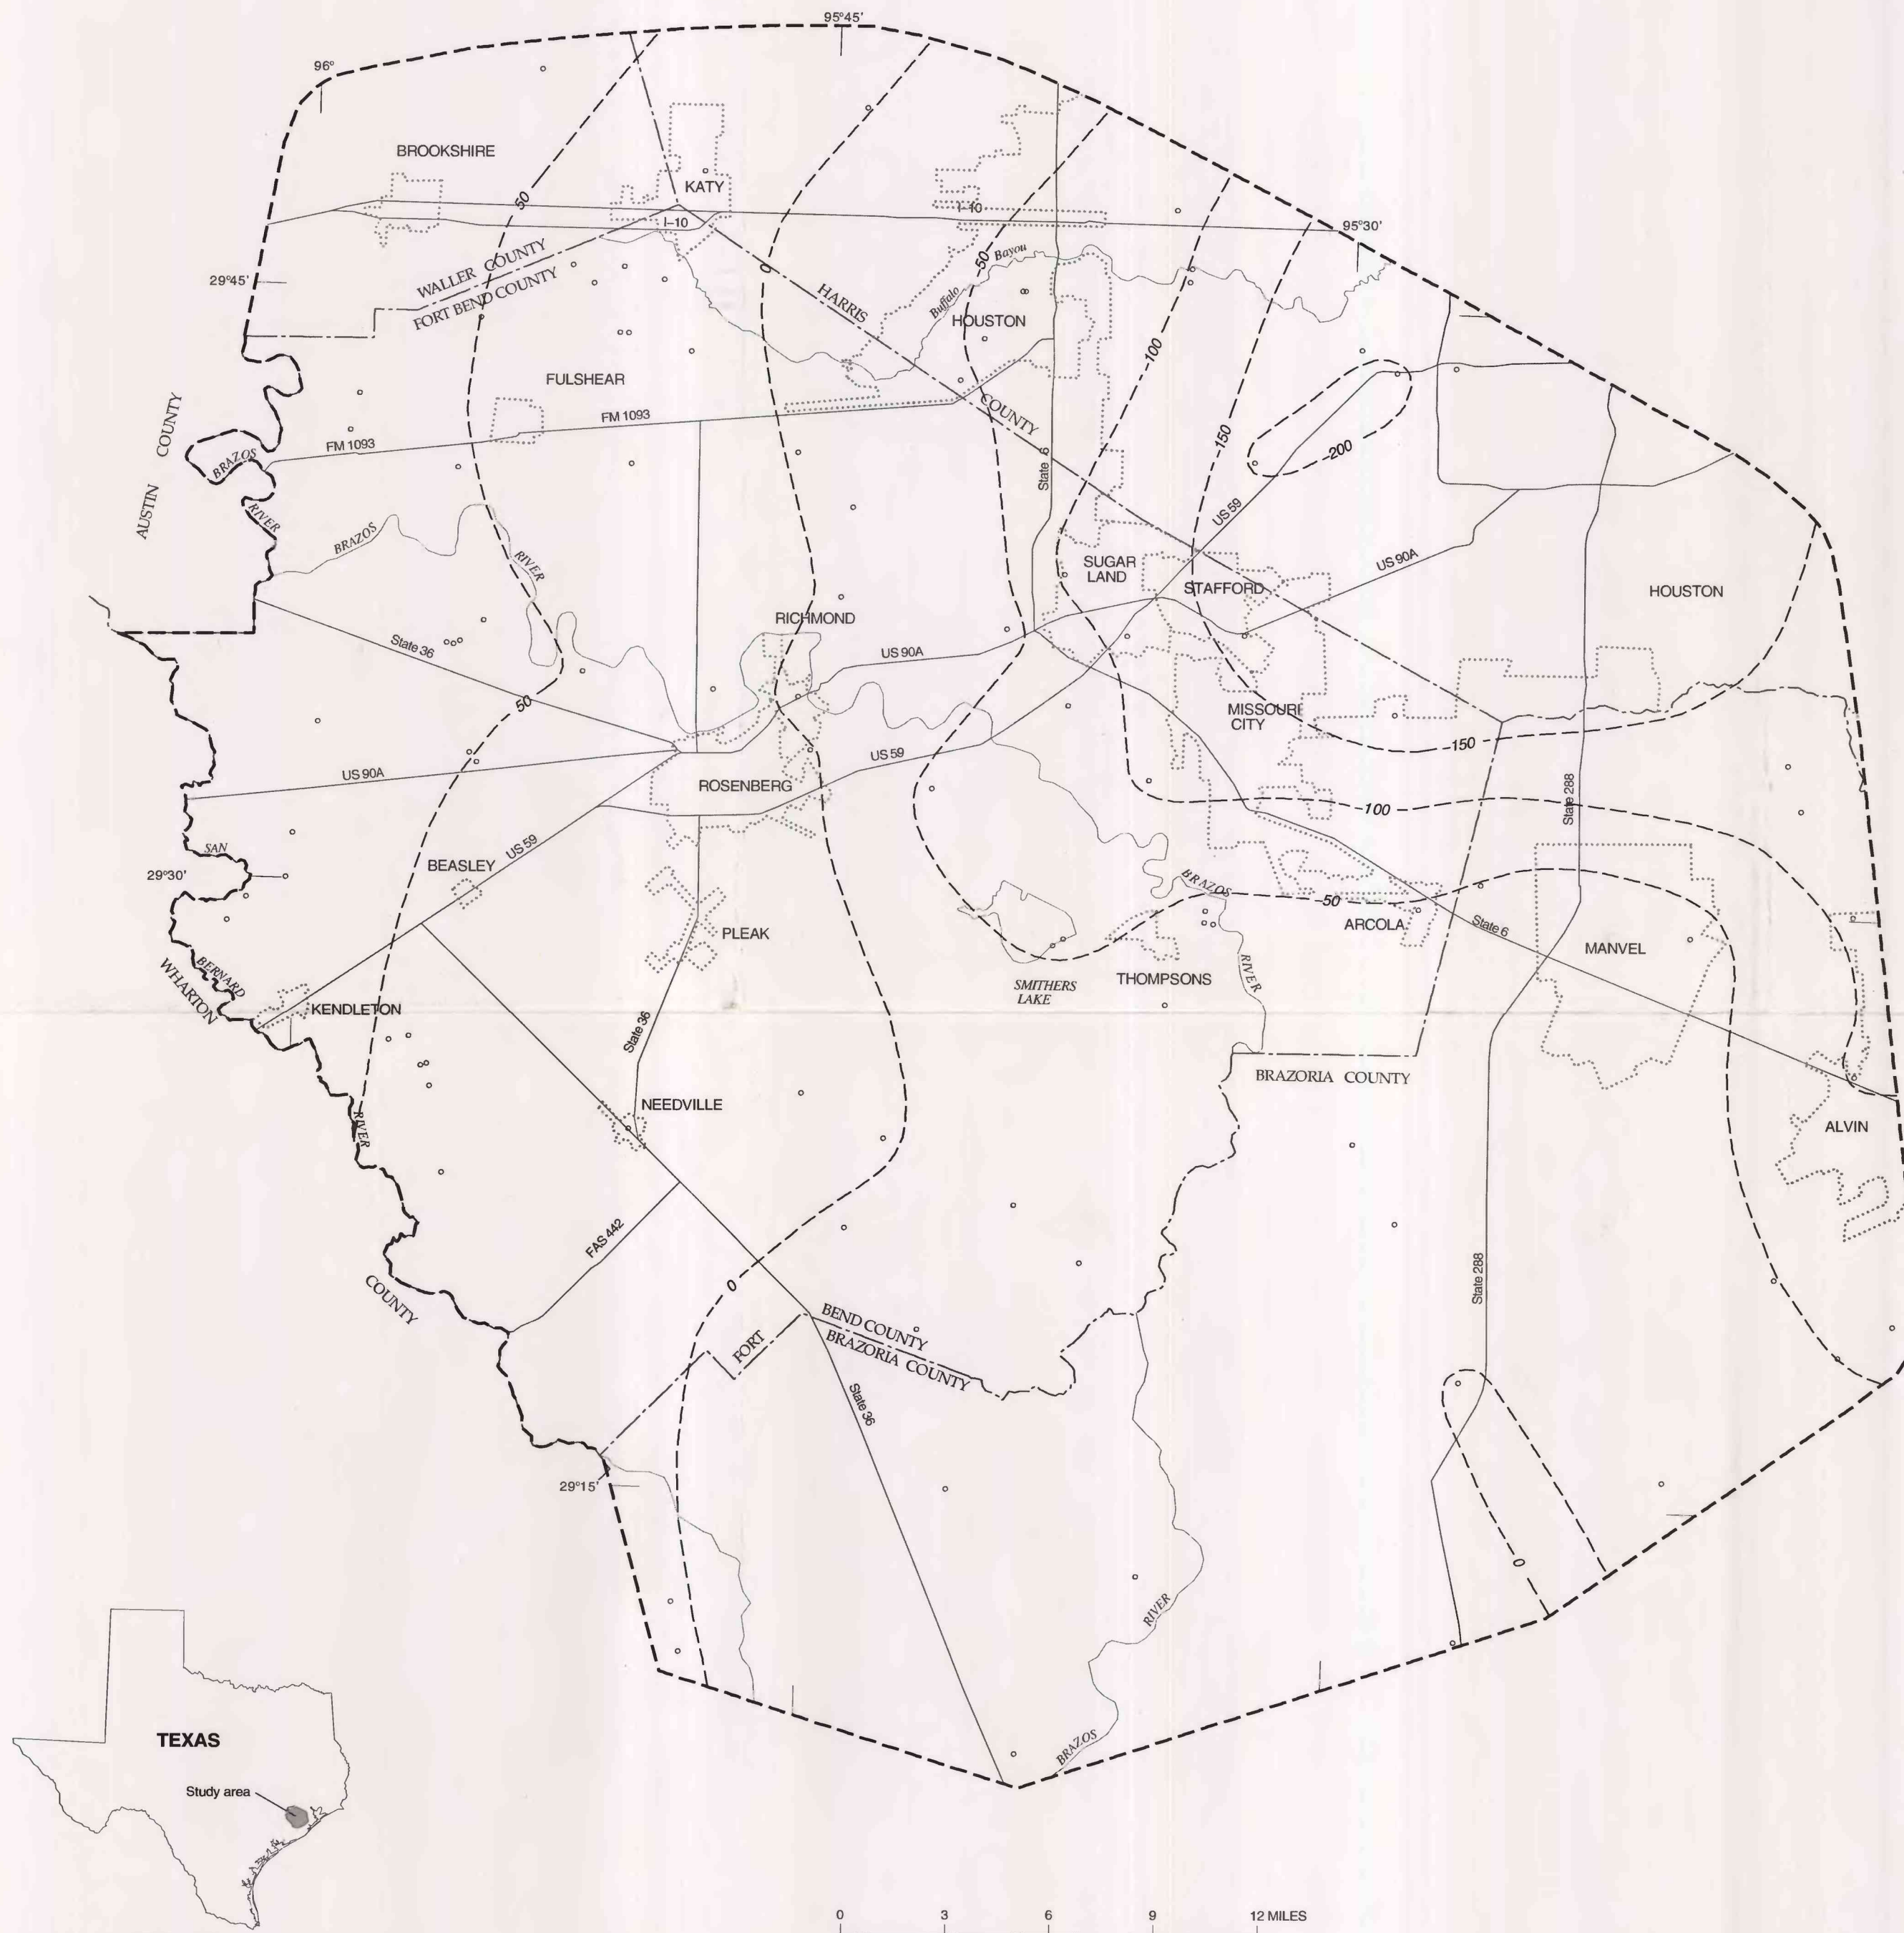 95°45'
96°
BROOKSHIRE
KATY
50
I–10
I–10
95°30'
WALLER COUNTY
FORT BEND COUNTY
29°45'
0
HARRIS
-50
Bayou
Buffalo
HOUSTON
-100
FULSHEAR
FM 1093
COUNTY
AUSTIN COUNTY
FM 1093
BRAZOS
RIVER
State 6
-150
-200
US 59
BRAZOS
RIVER
SUGAR
LAND
US 90A
STAFFORD
HOUSTON
RICHMOND
State 36
US 90A
50
MISSOURI
CITY
-150
US 90A
US 59
ROSENBERG
State 288
-100
SAN
US 59
BEASLEY
29°30'
BRAZOS
-50
ARCOLA
State 6
PLEAK
MANVEL
BERNARD
WHARTON
THOMPSONS
RIVER
SMITHERS
LAKE
KENDLETON
State 36
BRAZORIA COUNTY
NEEDVILLE
RIVER
ALVIN
FAS 442
State 288
COUNTY
0
FORT
BEND COUNTY
BRAZORIA COUNTY
State 36
29°15'
0
RIVER
BRAZOS
TEXAS
Study area
0 3 6 9 12 MILES